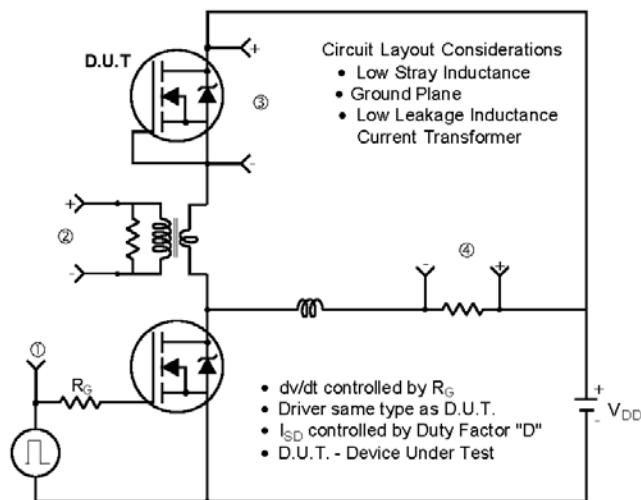 D.U.T
+
③
-
Circuit Layout Considerations
• Low Stray Inductance
• Ground Plane
• Low Leakage Inductance
Current Transformer
+
②
-
④
- +
①
R_G
• dv/dt controlled by R_G
• Driver same type as D.U.T.
• I_SD controlled by Duty Factor "D"
• D.U.T. - Device Under Test
+
V_DD
-